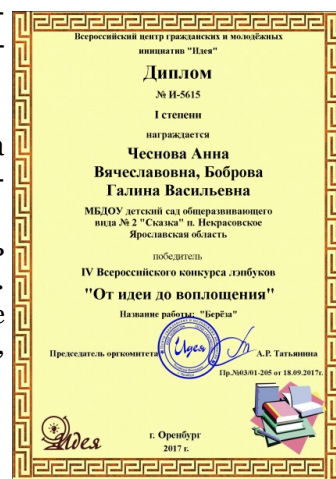 Всероссийский центр гражданских и молодёжных
инициатив "Идея"
Диплом
№ И-5615
I степени
награждается
Чеснова Анна
Вячеславовна, Боброва
Галина Васильевна
МБДОУ детский сад общеразвивающего
вида № 2 "Сказка" п. Некрасовское
Ярославская область
победитель
IV Всероссийского конкурса лэпбуков
"От идеи до воплощения"
Название работы: "Берёза"
Председатель оргкомитета
Идея
А.Р. Татьянина
Пр.№03/01-205 от 18.09.2017г.
Идея
г. Оренбург
2017 г.